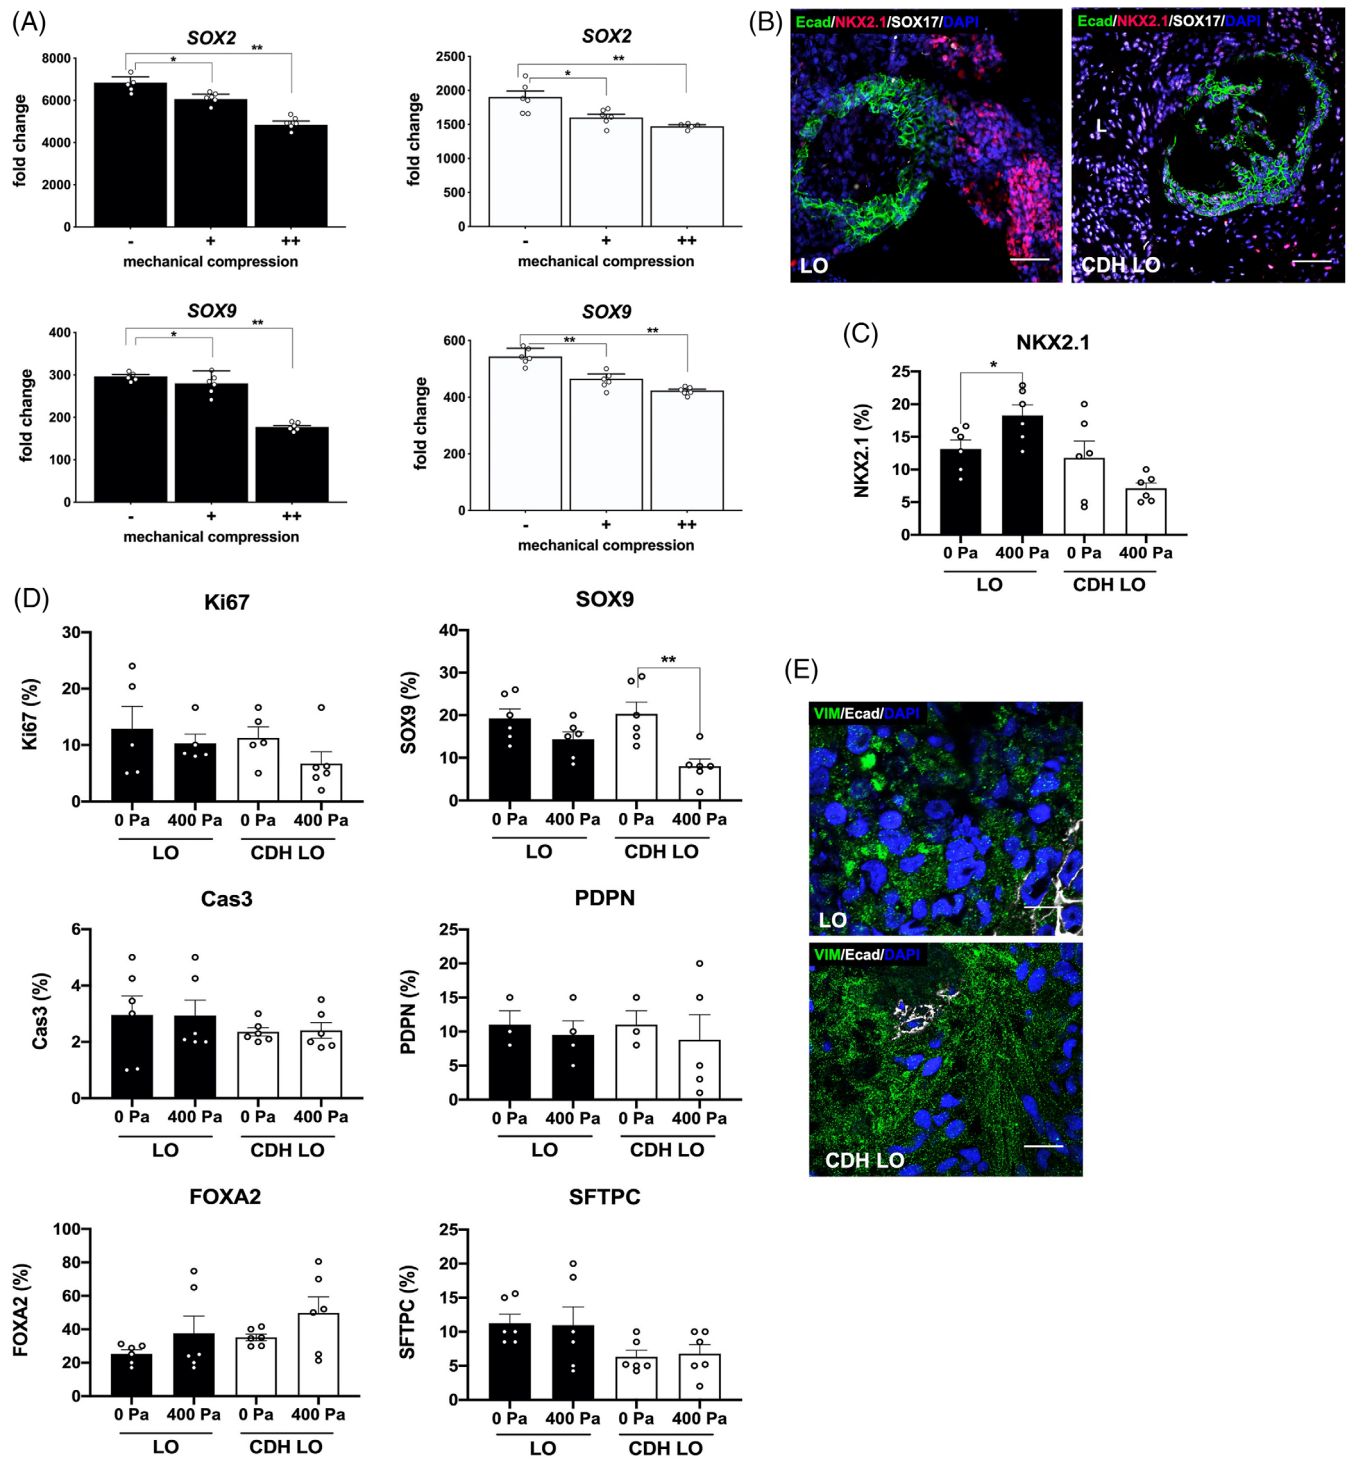 (A)
SOX2
fold change
8000
6000
4000
2000
0
*
**
- + ++
mechanical compression
SOX2
fold change
2500
2000
1500
1000
500
0
*
**
- + ++
mechanical compression
SOX9
fold change
400
300
200
100
0
*
**
- + ++
mechanical compression
SOX9
fold change
600
400
200
0
**
**
- + ++
mechanical compression
(B)
Ecad/NKX2.1/SOX17/DAPI
LO
Ecad/NKX2.1/SOX17/DAPI
L
CDH LO
(C)
NKX2.1
NKX2.1 (%)
25
20
15
10
5
0
*
0 Pa 400 Pa 0 Pa 400 Pa
LO CDH LO
(D)
Ki67
Ki67 (%)
30
20
10
0
0 Pa 400 Pa 0 Pa 400 Pa
LO CDH LO
SOX9
SOX9 (%)
40
30
20
10
0
**
0 Pa 400 Pa 0 Pa 400 Pa
LO CDH LO
Cas3
Cas3 (%)
6
4
2
0
0 Pa 400 Pa 0 Pa 400 Pa
LO CDH LO
PDPN
PDPN (%)
25
20
15
10
5
0
0 Pa 400 Pa 0 Pa 400 Pa
LO CDH LO
FOXA2
FOXA2 (%)
100
80
60
40
20
0
0 Pa 400 Pa 0 Pa 400 Pa
LO CDH LO
SFTPC
SFTPC (%)
25
20
15
10
5
0
0 Pa 400 Pa 0 Pa 400 Pa
LO CDH LO
(E)
VIM/Ecad/DAPI
LO
VIM/Ecad/DAPI
CDH LO